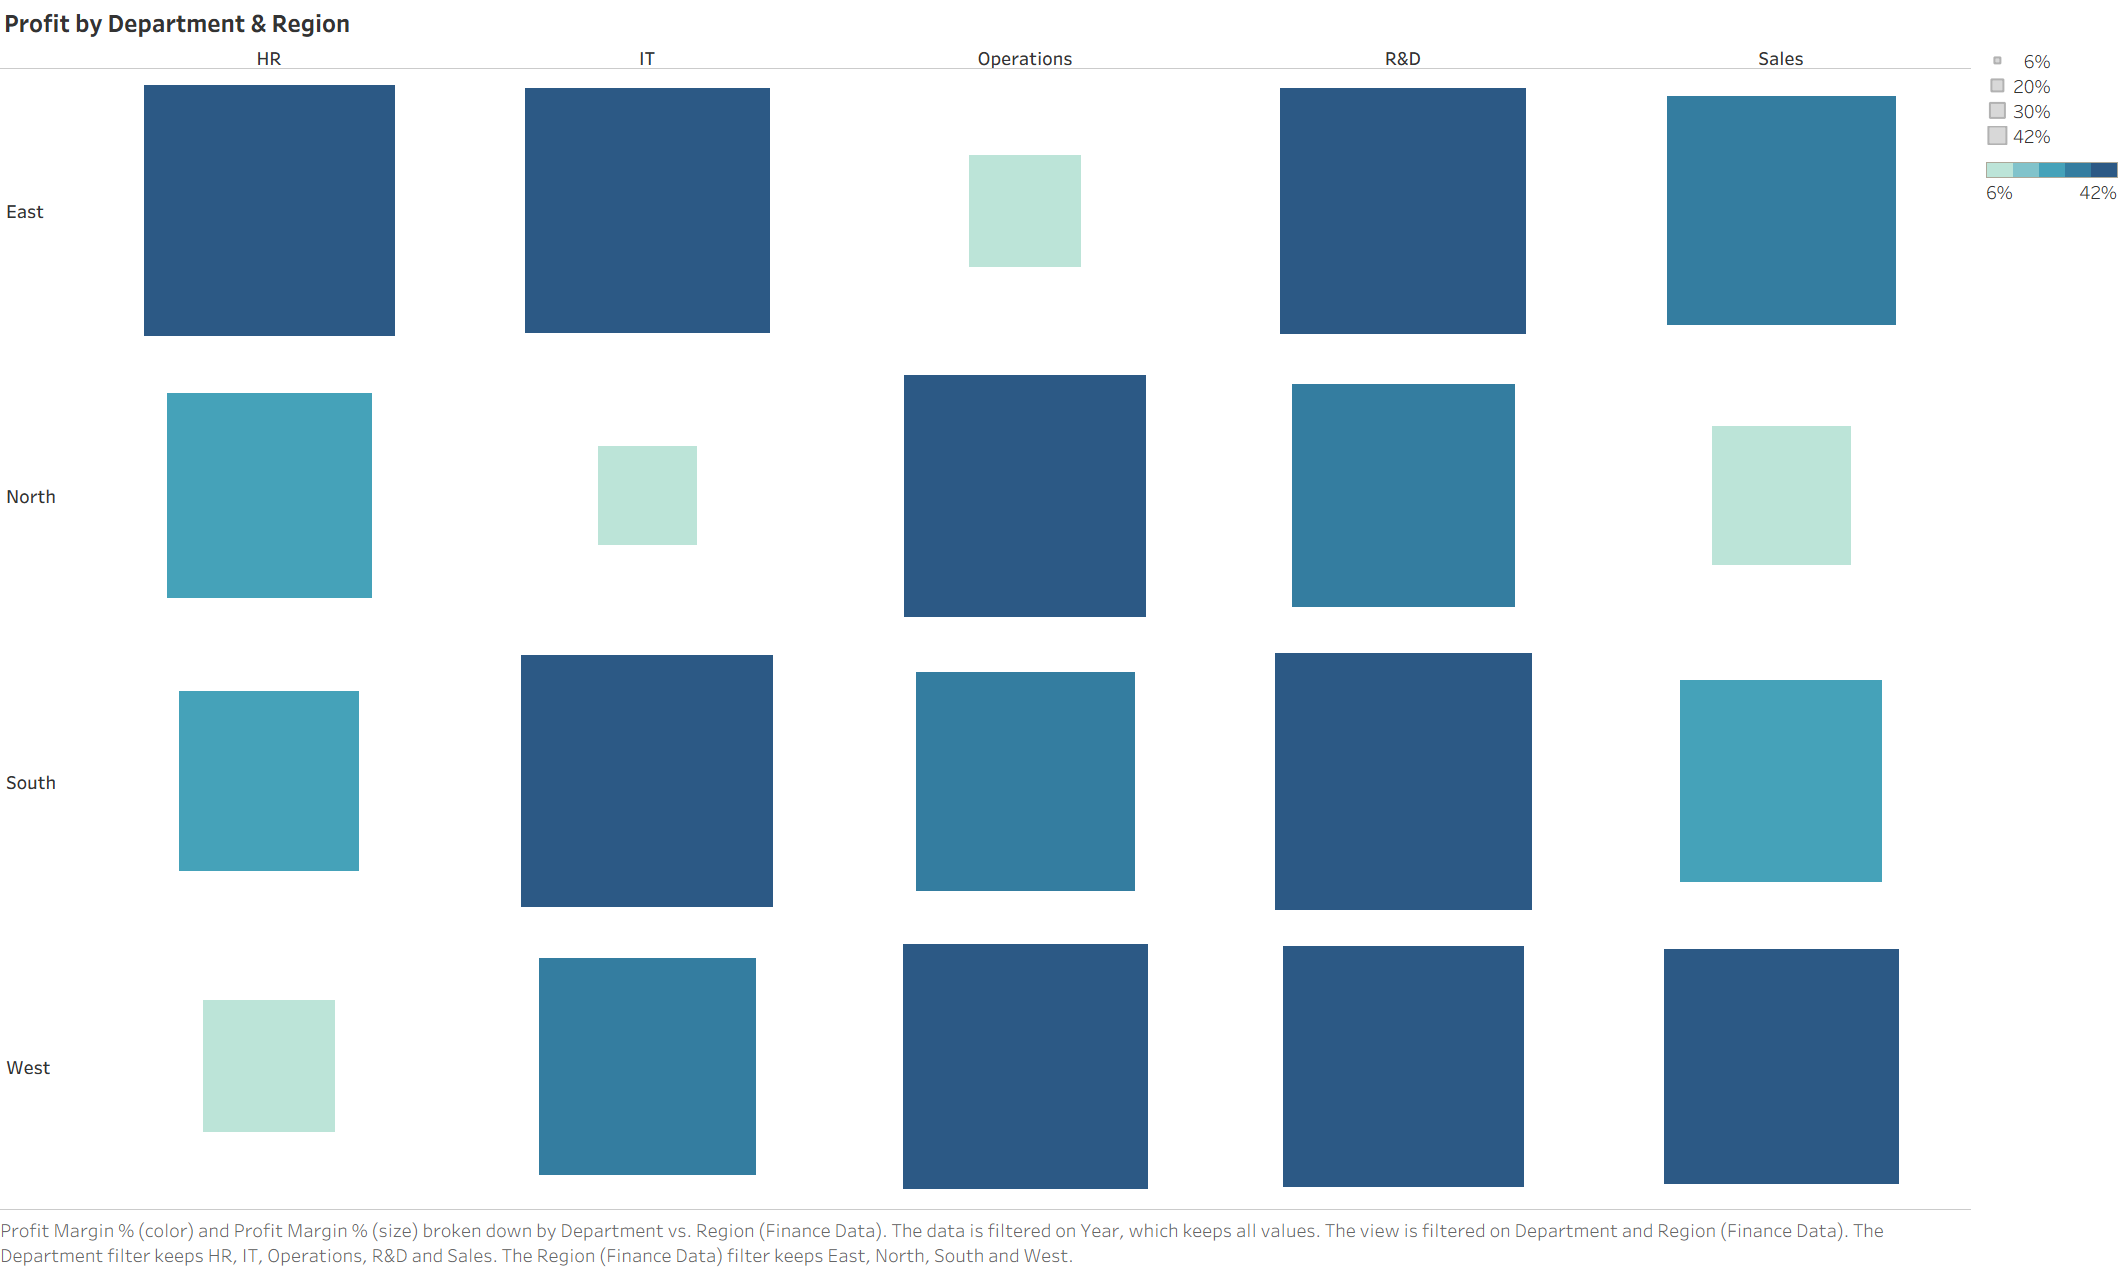 Profit by Department & Region
HR IT Operations R&D Sales
6%
20%
30%
42%
6% 42%
East
North
South
West
Profit Margin % (color) and Profit Margin % (size) broken down by Department vs. Region (Finance Data). The data is filtered on Year, which keeps all values. The view is filtered on Department and Region (Finance Data). The
Department filter keeps HR, IT, Operations, R&D and Sales. The Region (Finance Data) filter keeps East, North, South and West.